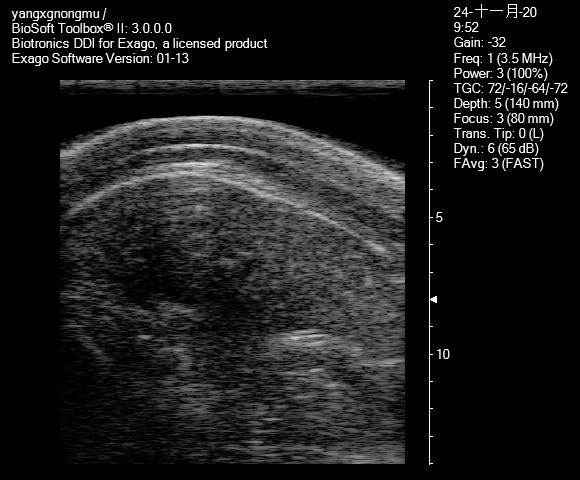 yangxgnongmu /
BioSoft Toolbox® II: 3.0.0.0
Biotronics DDI for Exago, a licensed product
Exago Software Version: 01-13
24-十一月-20
9:52
Gain: -32
Freq: 1 (3.5 MHz)
Power: 3 (100%)
TGC: 72/-16/-64/-72
Depth: 5 (140 mm)
Focus: 3 (80 mm)
Trans. Tip: 0 (L)
Dyn.: 6 (65 dB)
FAvg: 3 (FAST)
5
10